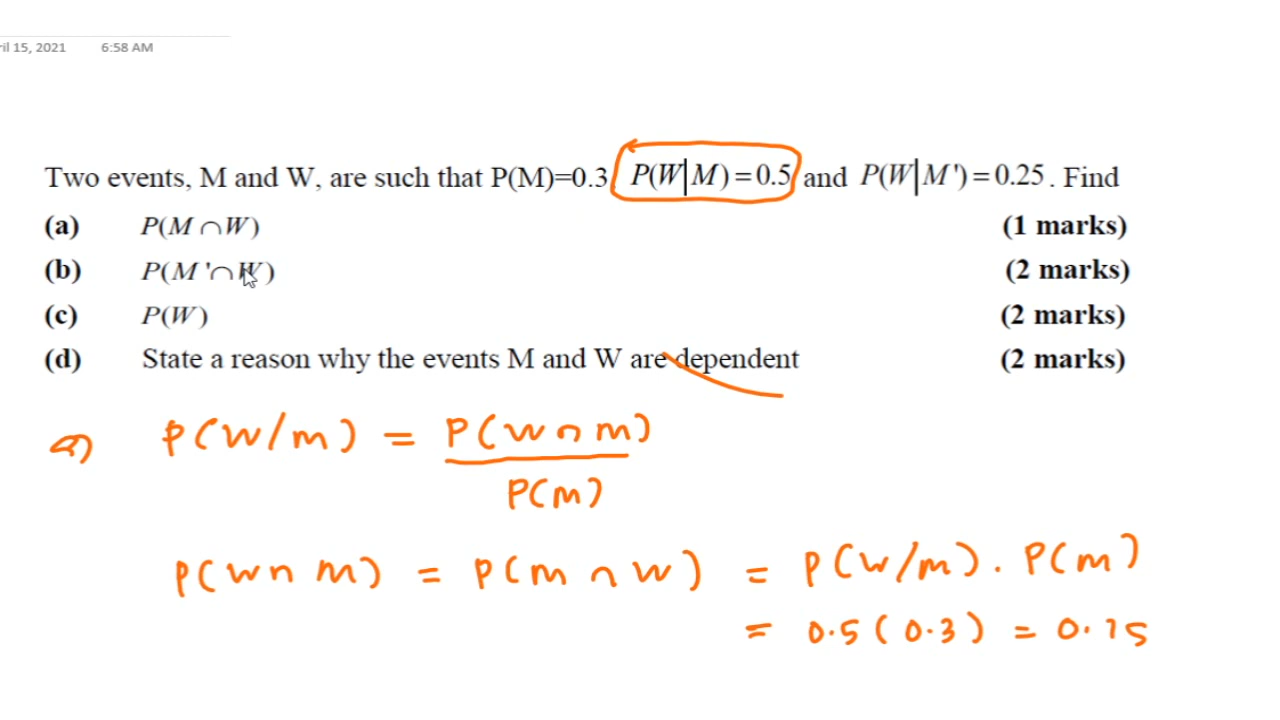 ril 15, 2021 6:58 AM
Two events, M and W, are such that P(M)=0.3 P(W|M)=0.5 and P(W|M')=0.25. Find
(a) P(M∩W) (1 marks)
(b) P(M'∩W) (2 marks)
(c) P(W) (2 marks)
(d) State a reason why the events M and W are dependent (2 marks)
a) P(W/m) = P(W∩m)
P(m)
P(W∩m) = P(m∩W) = P(W/m). P(m)
= 0.5(0.3) = 0.15